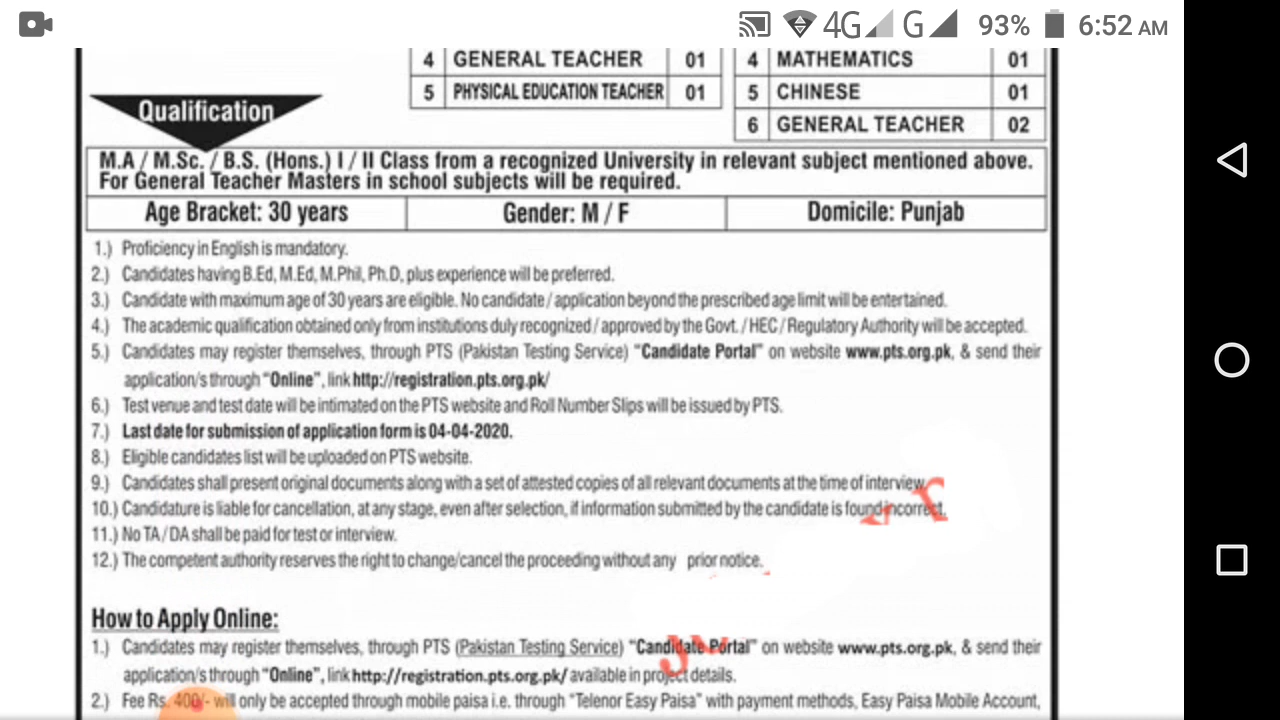 4G G 93% 6:52 AM
4 GENERAL TEACHER 01
5 PHYSICAL EDUCATION TEACHER 01
4 MATHEMATICS 01
5 CHINESE 01
6 GENERAL TEACHER 02
Qualification
M.A / M.Sc. / B.S. (Hons.) I / II Class from a recognized University in relevant subject mentioned above.
For General Teacher Masters in school subjects will be required.
Age Bracket: 30 years Gender: M / F Domicile: Punjab
1.) Proficiency in English is mandatory.
2.) Candidates having B.Ed, M.Ed, M.Phil, Ph.D, plus experience will be preferred.
3.) Candidate with maximum age of 30 years are eligible. No candidate / application beyond the prescribed age limit will be entertained.
4.) The academic qualification obtained only from institutions duly recognized / approved by the Govt. / HEC / Regulatory Authority will be accepted.
5.) Candidates may register themselves, through PTS (Pakistan Testing Service) "Candidate Portal" on website www.pts.org.pk, & send their
application/s through "Online", link http://registration.pts.org.pk/
6.) Test venue and test date will be intimated on the PTS website and Roll Number Slips will be issued by PTS.
7.) Last date for submission of application form is 04-04-2020.
8.) Eligible candidates list will be uploaded on PTS website.
9.) Candidates shall present original documents along with a set of attested copies of all relevant documents at the time of interview.
10.) Candidature is liable for cancellation, at any stage, even after selection, if information submitted by the candidate is found incorrect.
11.) No TA / DA shall be paid for test or interview.
12.) The competent authority reserves the right to change/cancel the proceeding without any prior notice.
How to Apply Online:
1.) Candidates may register themselves, through PTS (Pakistan Testing Service) "Candidate Portal" on website www.pts.org.pk, & send their
application/s through "Online", link http://registration.pts.org.pk/ available in project details.
2.) Fee Rs. 400/- will only be accepted through mobile paisa i.e. through "Telenor Easy Paisa" with payment methods, Easy Paisa Mobile Account,